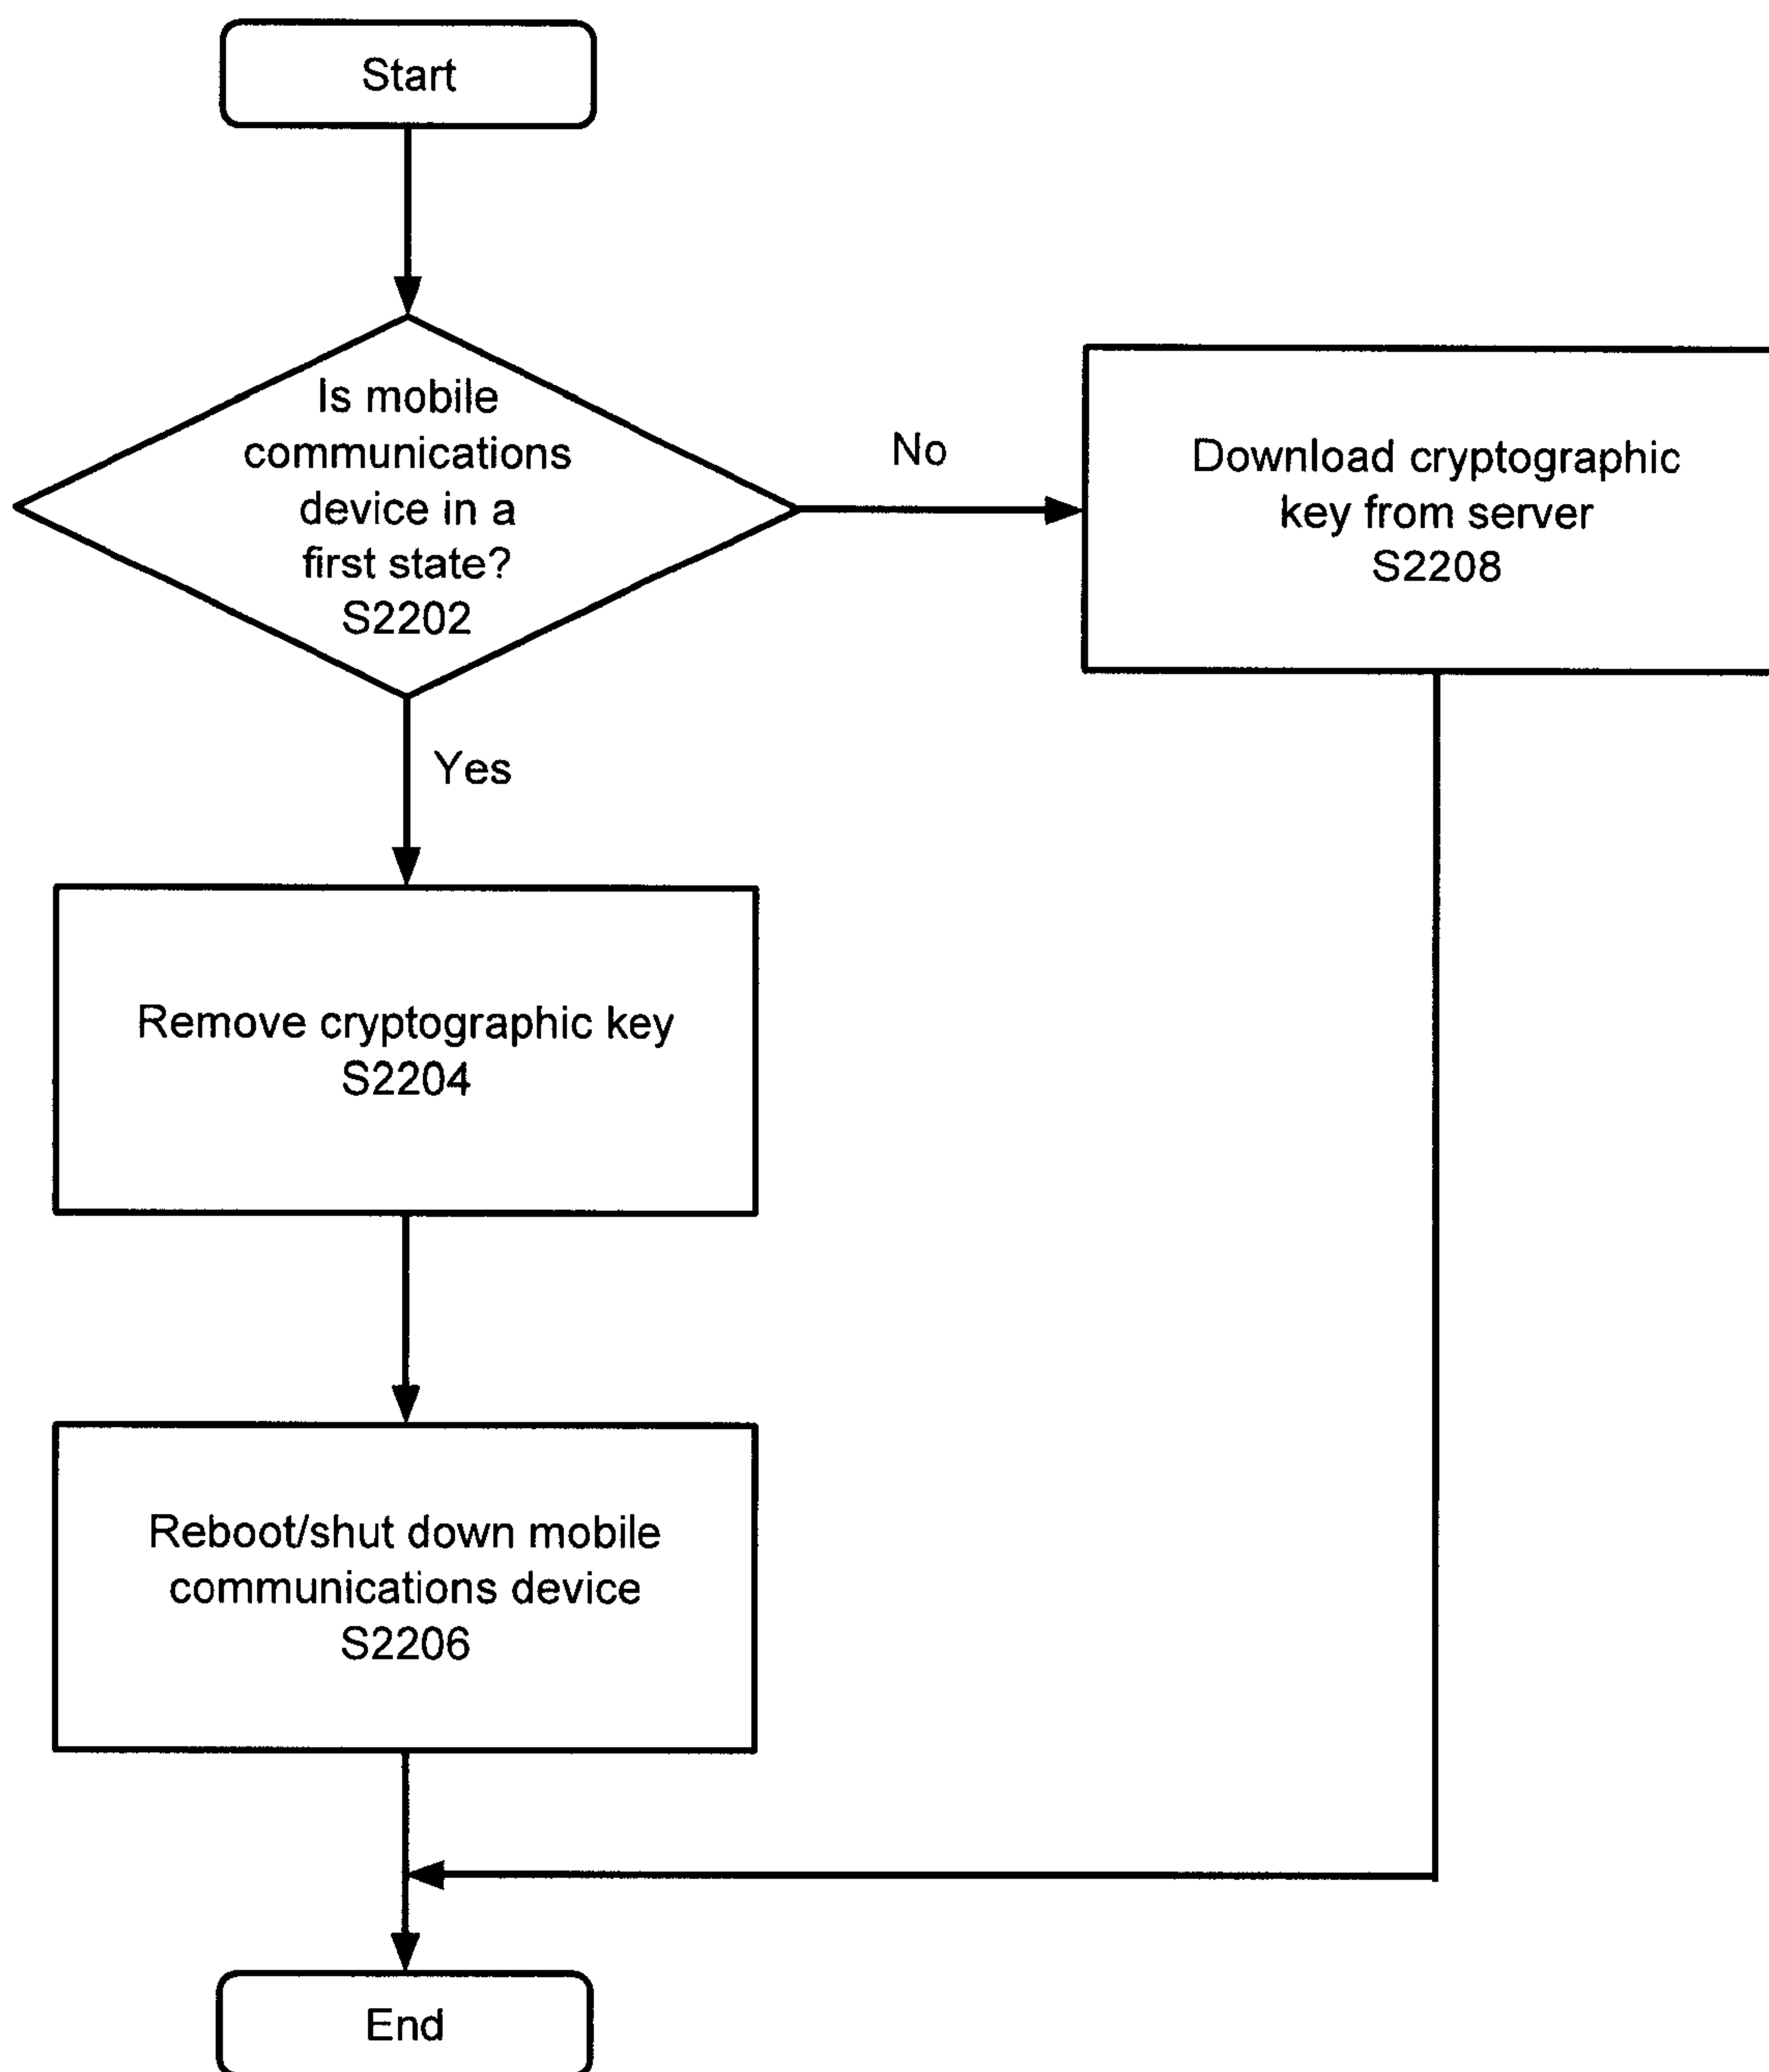 Start
Is mobile
communications
device in a
first state?
S2202
No
Download cryptographic
key from server
S2208
Yes
Remove cryptographic key
S2204
Reboot/shut down mobile
communications device
S2206
End